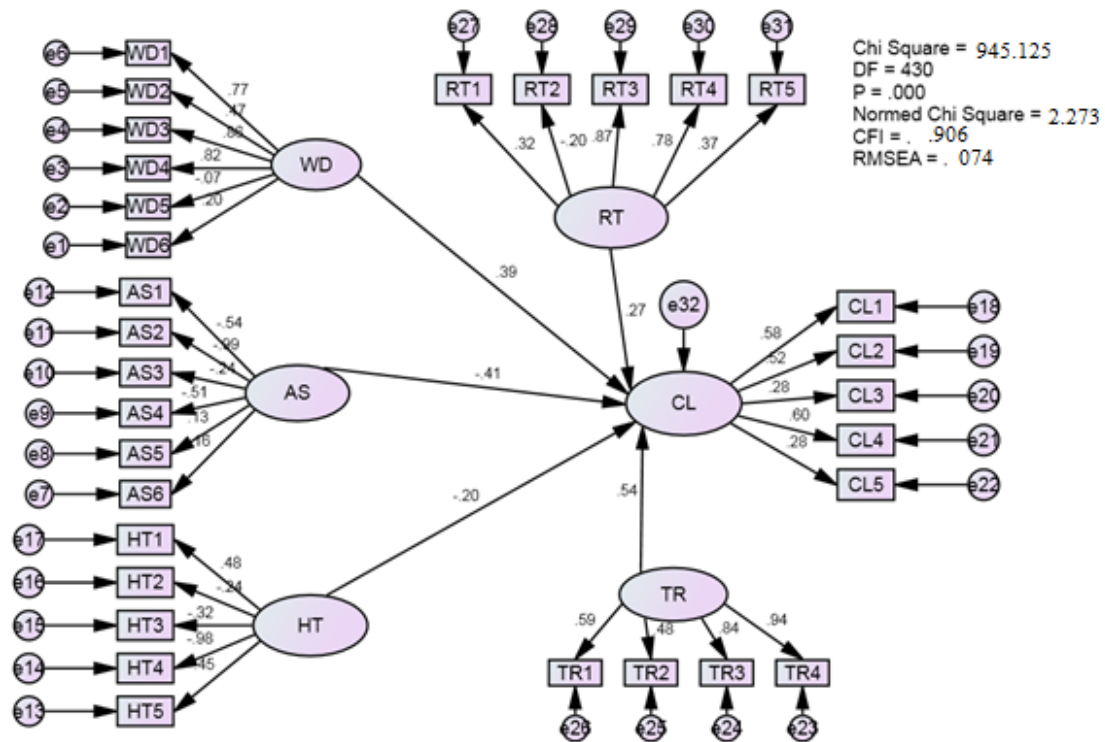 e27 e28 e29 e30 e31
RT1 RT2 RT3 RT4 RT5
.32 -.20 .87 .78 .37
RT
Chi Square = 945.125
DF = 430
P = .000
Normed Chi Square = 2.273
CFI = . .906
RMSEA = . 074
e6 WD1
e5 WD2
e4 WD3
e3 WD4
e2 WD5
e1 WD6
.77
.47
.82
-.07
.20
WD
.39
.27
e12 AS1
e11 AS2
e10 AS3
e9 AS4
e8 AS5
e7 AS6
-.54
-.99
-.24
-.51
.13
AS
-.41
e32
CL
.58
.52
.28
.60
.28
CL1 e18
CL2 e19
CL3 e20
CL4 e21
CL5 e22
e17 HT1
e16 HT2
e15 HT3
e14 HT4
e13 HT5
.48
-.24
-.32
-.98
HT
-.20
.54
TR
.59 .48 .84 .94
TR1 TR2 TR3 TR4
e26 e25 e24 e23